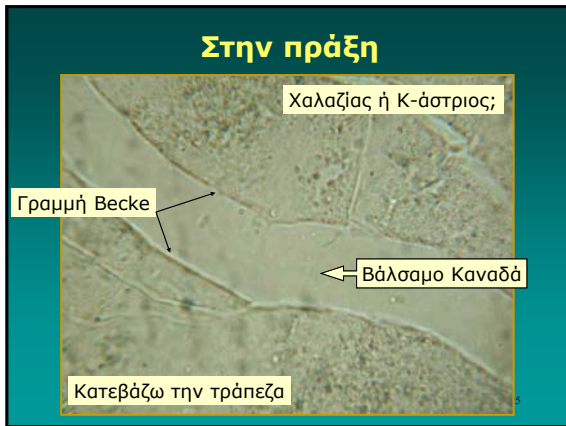 Στην πράξη
Χαλαζίας ή Κ-άστριος;
Γραμμή Becke
Βάλσαμο Καναδά
Κατεβάζω την τράπεζα
5